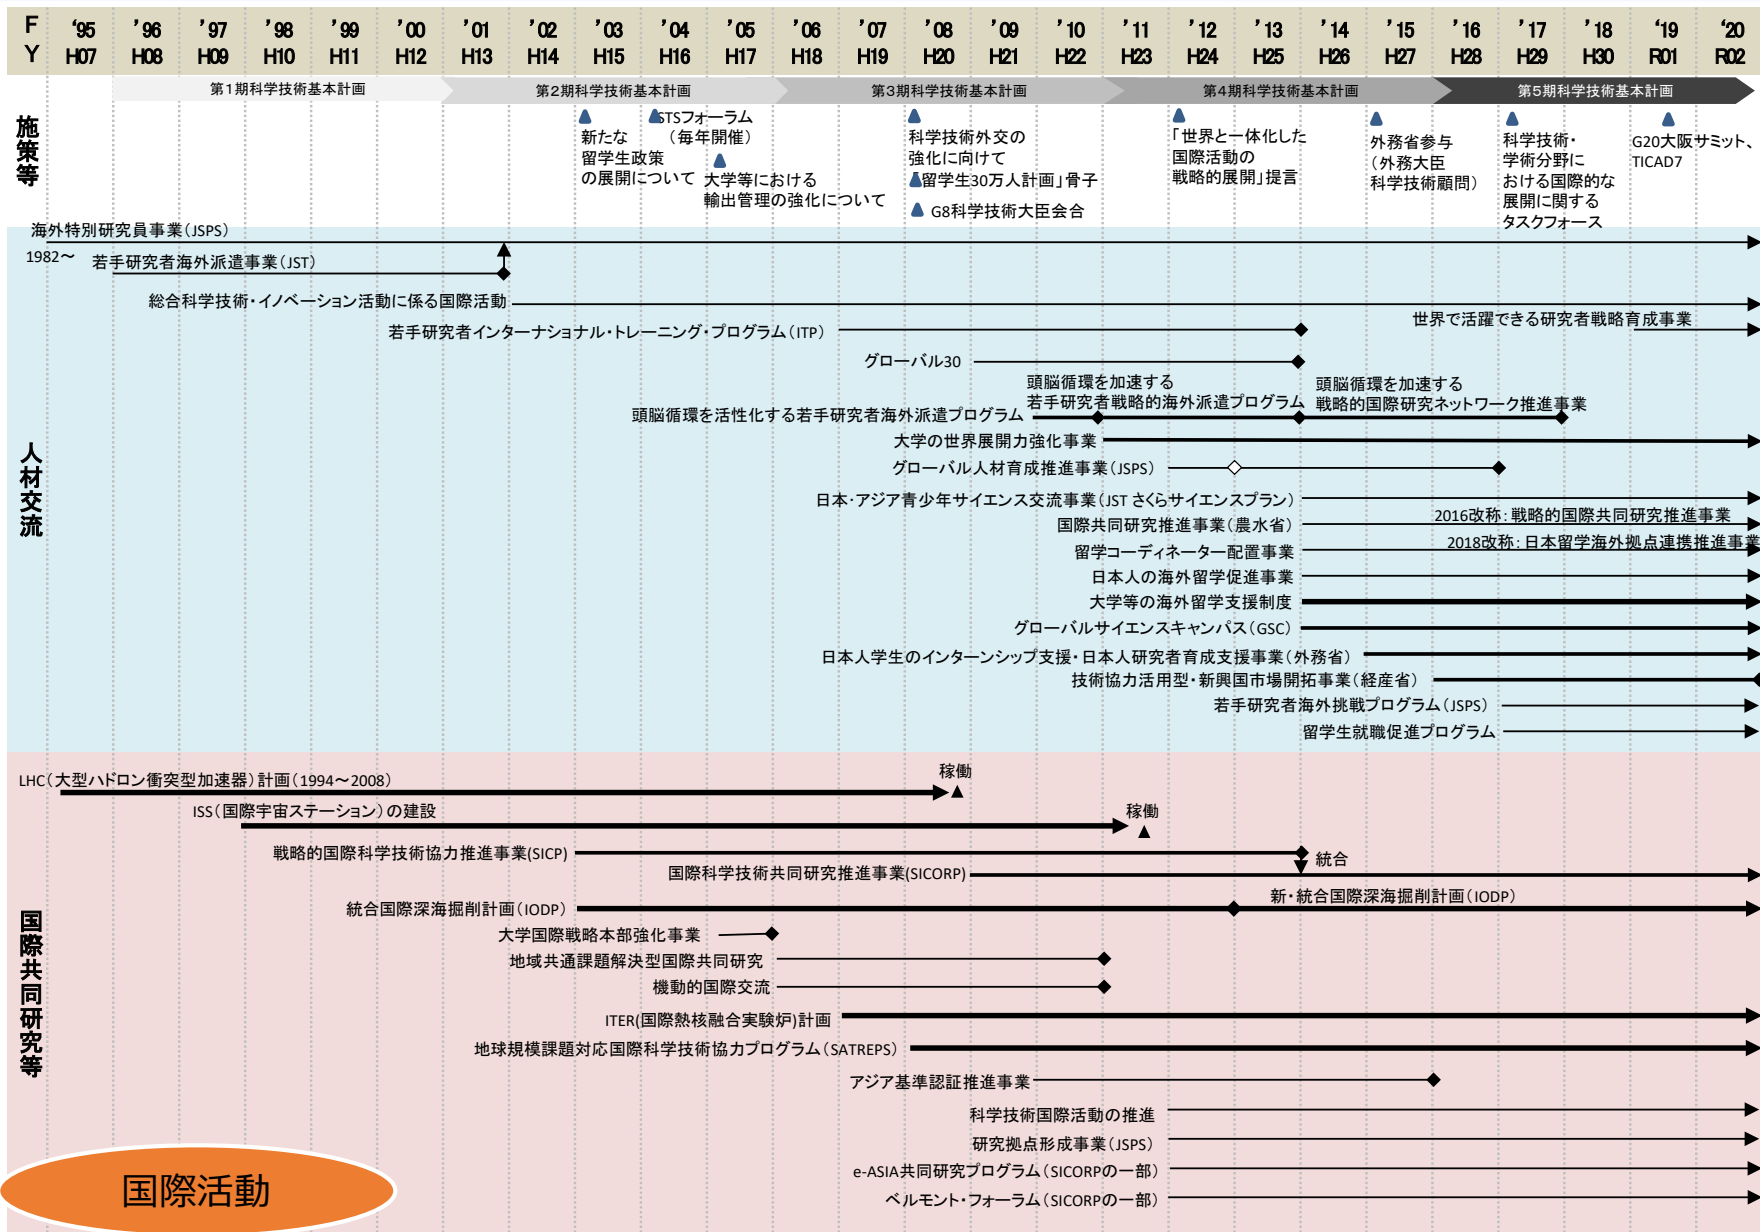 F Y
'95 '96 '97 '98 '99 '00 '01 '02 '03 '04 '05 '06 '07 '08 '09 '10 '11 '12 '13 '14 '15 '16 '17 '18 '19 '20
H07 H08 H09 H10 H11 H12 H13 H14 H15 H16 H17 H18 H19 H20 H21 H22 H23 H24 H25 H26 H27 H28 H29 H30 R01 R02
第1期科学技術基本計画
第2期科学技術基本計画
第3期科学技術基本計画
第4期科学技術基本計画
第5期科学技術基本計画
施策等
新たな
留学生政策
の展開について
STSフォーラム
（毎年開催）
大学等における
輸出管理の強化について
科学技術外交の
強化に向けて
「留学生30万人計画」骨子
G8科学技術大臣会合
「世界と一体化した
国際活動の
戦略的展開」提言
外務省参与
（外務大臣
科学技術顧問）
科学技術・
学術分野に
おける国際的な
展開に関する
タスクフォース
G20大阪サミット、
TICAD7
人材交流
海外特別研究員事業（JSPS）
1982～
若手研究者海外派遣事業（JST）
総合科学技術・イノベーション活動に係る国際活動
若手研究者インターナショナル・トレーニング・プログラム（ITP）
世界で活躍できる研究者戦略育成事業
グローバル30
頭脳循環を活性化する若手研究者海外派遣プログラム
頭脳循環を加速する
若手研究者戦略的海外派遣プログラム
頭脳循環を加速する
戦略的国際研究ネットワーク推進事業
大学の世界展開力強化事業
グローバル人材育成推進事業（JSPS）
日本・アジア青少年サイエンス交流事業（JST さくらサイエンスプラン）
国際共同研究推進事業（農水省）
2016改称：戦略的国際共同研究推進事業
留学コーディネーター配置事業
2018改称：日本留学海外拠点連携推進事業
日本人の海外留学促進事業
大学等の海外留学支援制度
グローバルサイエンスキャンパス（GSC）
日本人学生のインターンシップ支援・日本人研究者育成支援事業（外務省）
技術協力活用型・新興国市場開拓事業（経産省）
若手研究者海外挑戦プログラム（JSPS）
留学生就職促進プログラム
国際共同研究等
LHC（大型ハドロン衝突型加速器）計画（1994～2008）
稼働
ISS（国際宇宙ステーション）の建設
稼働
戦略的国際科学技術協力推進事業(SICP)
統合
国際科学技術共同研究推進事業(SICORP)
統合国際深海掘削計画（IODP）
新・統合国際深海掘削計画（IODP）
大学国際戦略本部強化事業
地域共通課題解決型国際共同研究
機動的国際交流
ITER(国際熱核融合実験炉)計画
地球規模課題対応国際科学技術協力プログラム（SATREPS）
アジア基準認証推進事業
科学技術国際活動の推進
研究拠点形成事業（JSPS）
e-ASIA共同研究プログラム（SICORPの一部）
ベルモント・フォーラム（SICORPの一部）
国際活動